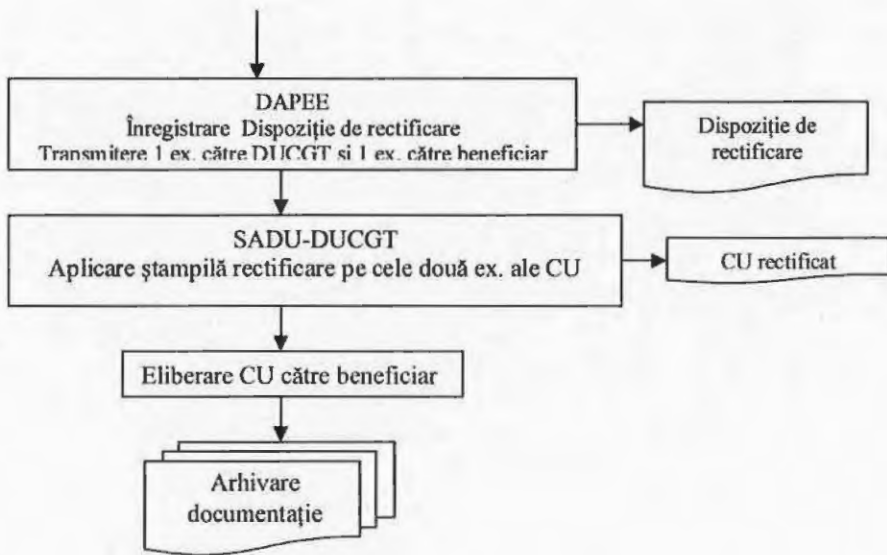 DAPEE
Înregistrare Dispoziție de rectificare
Transmitere 1 ex. către DUCGT si 1 ex. către beneficiar
Dispoziție de
rectificare
SADU-DUCGT
Aplicare ștampilă rectificare pe cele două ex. ale CU
CU rectificat
Eliberare CU către beneficiar
Arhivare
documentație